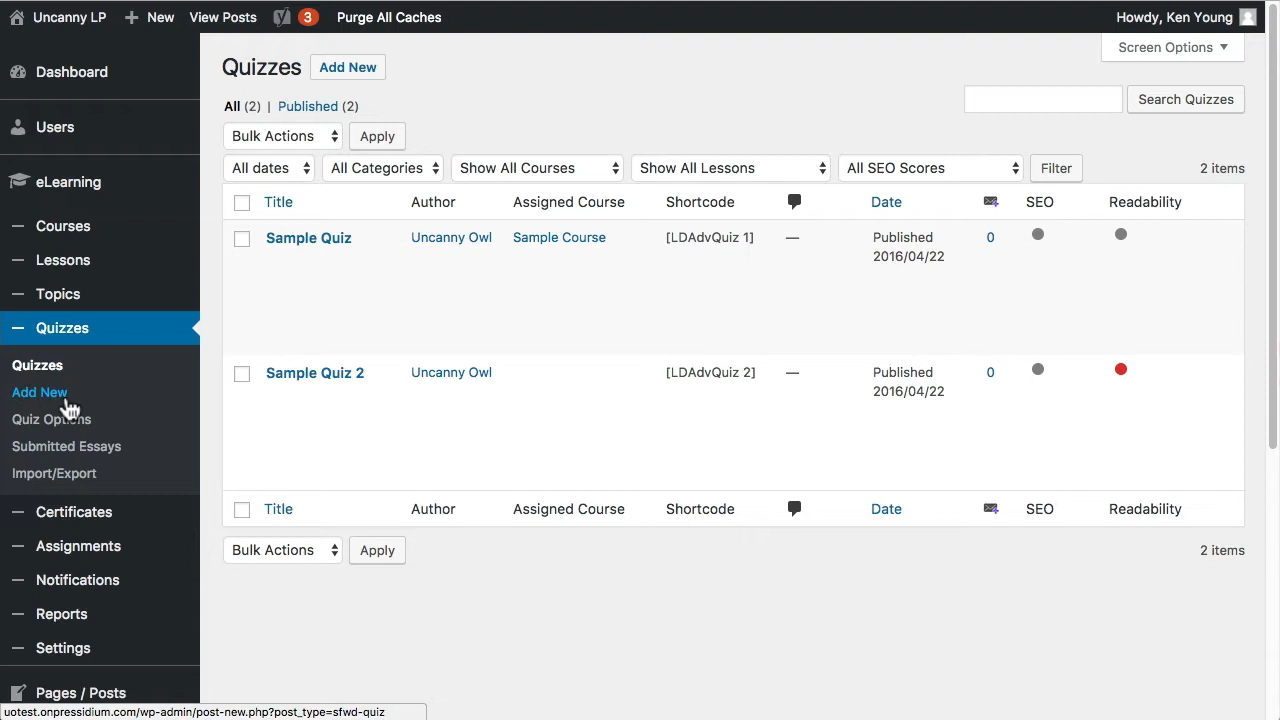 Uncanny LP New View Posts 3 Purge All Caches Howdy, Ken Young
Screen Options
Dashboard
Users
eLearning
Courses
Lessons
Topics
Quizzes
Quizzes
Add New
Quiz Options
Submitted Essays
Import/Export
Certificates
Assignments
Notifications
Reports
Settings
Pages / Posts
Quizzes Add New
All (2) | Published (2)
Search Quizzes
Bulk Actions Apply
All dates All Categories Show All Courses Show All Lessons All SEO Scores Filter 2 items
Title Author Assigned Course Shortcode Date SEO Readability
Sample Quiz Uncanny Owl Sample Course [LDAdvQuiz 1] — Published 0
2016/04/22
Sample Quiz 2 Uncanny Owl [LDAdvQuiz 2] — Published 0
2016/04/22
Title Author Assigned Course Shortcode Date SEO Readability
Bulk Actions Apply 2 items
uotest.onpressidium.com/wp-admin/post-new.php?post_type=sfwd-quiz